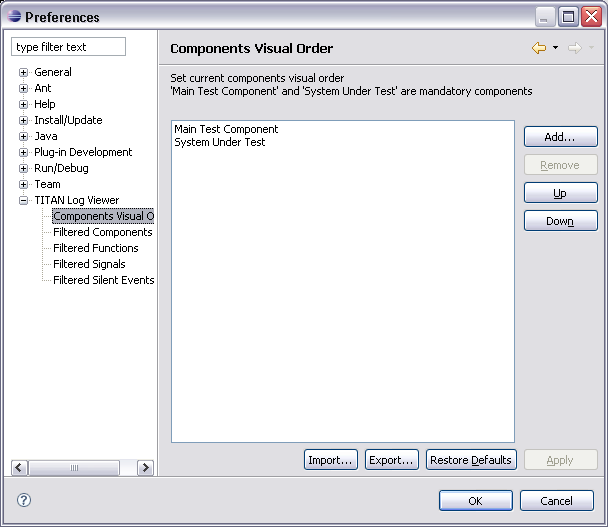 Preferences
type filter text
General
Ant
Help
Install/Update
Java
Plug-in Development
Run/Debug
Team
TITAN Log Viewer
Components Visual O
Filtered Components
Filtered Functions
Filtered Signals
Filtered Silent Events
Components Visual Order
Set current components visual order
'Main Test Component' and 'System Under Test' are mandatory components
Main Test Component
System Under Test
Add...
Remove
Up
Down
Import...
Export...
Restore Defaults
Apply
?
OK
Cancel